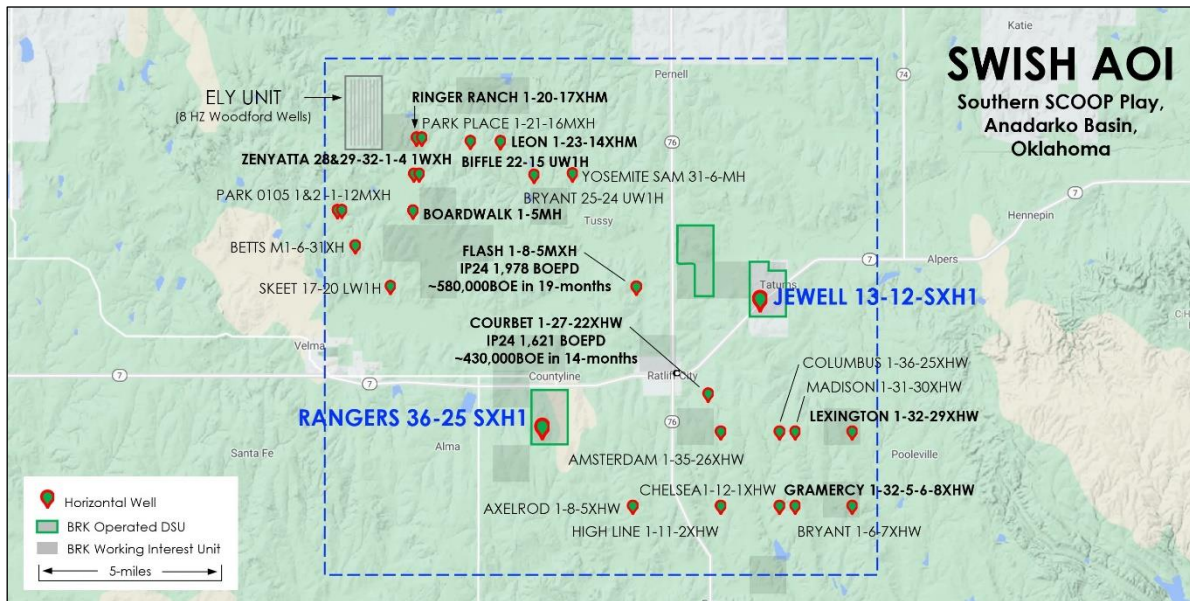 Katie
SWISH AOI
Southern SCOOP Play,
Anadarko Basin,
Oklahoma
Pernell
74
ELY UNIT
(8 HZ Woodford Wells)
RINGER RANCH 1-20-17XHM
PARK PLACE 1-21-16MXH
LEON 1-23-14XHM
76
ZENYATTA 28&29-32-1-4 1WXH
BIFFLE 22-15 UW1H
YOSEMITE SAM 31-6-MH
PARK 0105 1&2-1-12MXH
BRYANT 25-24 UW1H
7
BOARDWALK 1-5MH
Tussy
Hennepin
BETTS M1-6-31XH
FLASH 1-8-5MXH
IP24 1,978 BOEPD
~580,000BOE in 19-months
Alpers
7
SKEET 17-20 LW1H
Tatums
JEWELL 13-12-SXH1
COURBET 1-27-22XHW
IP24 1,621 BOEPD
~430,000BOE in 14-months
Velma
COLUMBUS 1-36-25XHW
7
7
Countyline
Ratliff City
MADISON 1-31-30XHW
RANGERS 36-25 SXH1
76
LEXINGTON 1-32-29XHW
Santa Fe
Alma
AMSTERDAM 1-35-26XHW
Pooleville
CHELSEA1-12-1XHW
GRAMERCY 1-32-5-6-8XHW
AXELROD 1-8-5XHW
HIGH LINE 1-11-2XHW
BRYANT 1-6-7XHW
Horizontal Well
BRK Operated DSU
BRK Working Interest Unit
5-miles